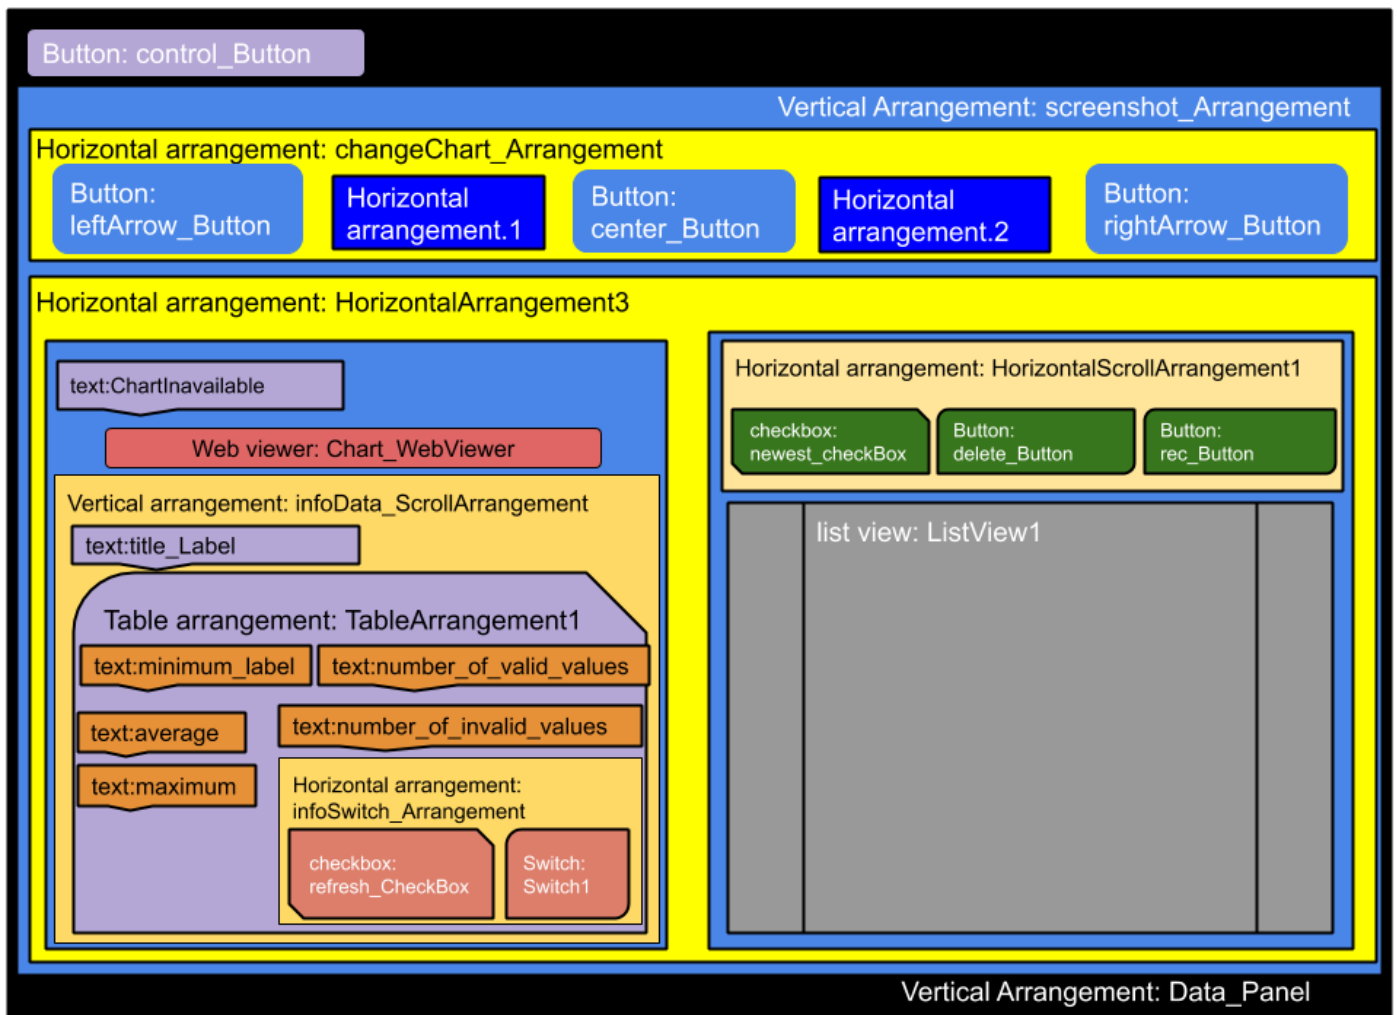 Button: control_Button
Vertical Arrangement: screenshot_Arrangement
Horizontal arrangement: changeChart_Arrangement
Button:
leftArrow_Button
Horizontal
arrangement.1
Button:
center_Button
Horizontal
arrangement.2
Button:
rightArrow_Button
Horizontal arrangement: HorizontalArrangement3
text:ChartInavailable
Web viewer: Chart_WebViewer
Vertical arrangement: infoData_ScrollArrangement
text:title_Label
Table arrangement: TableArrangement1
text:minimum_label
text:number_of_valid_values
text:average
text:number_of_invalid_values
text:maximum
Horizontal arrangement:
infoSwitch_Arrangement
checkbox:
refresh_CheckBox
Switch:
Switch1
Horizontal arrangement: HorizontalScrollArrangement1
checkbox:
newest_checkBox
Button:
delete_Button
Button:
rec_Button
list view: ListView1
Vertical Arrangement: Data_Panel